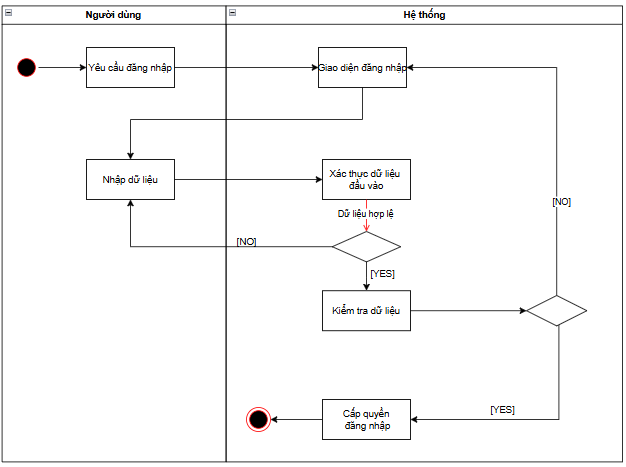 Người dùng
Hệ thống
Yêu cầu đăng nhập
Giao diện đăng nhập
Nhập dữ liệu
Xác thực dữ liệu
đầu vào
[NO]
Dữ liệu hợp lệ
[NO]
[YES]
Kiểm tra dữ liệu
Cấp quyền
đăng nhập
[YES]